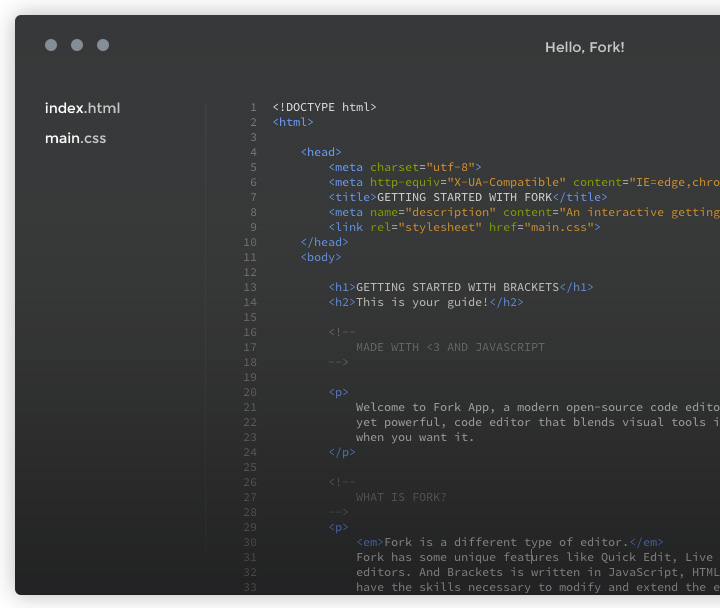 Hello, Fork!
index.html
main.css
1 <!DOCTYPE html>
2 <html>
3
4 <head>
5 <meta charset="utf-8">
6 <meta http-equiv="X-UA-Compatible" content="IE=edge,chro
7 <title>GETTING STARTED WITH FORK</title>
8 <meta name="description" content="An interactive getting
9 <link rel="stylesheet" href="main.css">
10 </head>
11 <body>
12
13 <h1>GETTING STARTED WITH BRACKETS</h1>
14 <h2>This is your guide!</h2>
15
16 <!--
17 MADE WITH <3 AND JAVASCRIPT
18 -->
19
20 <p>
21 Welcome to Fork App, a modern open-source code edito
22 yet powerful, code editor that blends visual tools i
23 when you want it.
24 </p>
25
26 <!--
27 WHAT IS FORK?
28 -->
29 <p>
30 <em>Fork is a different type of editor.</em>
31 Fork has some unique features like Quick Edit, Live
32 editors. And Brackets is written in JavaScript, HTML
33 have the skills necessary to modify and extend the e